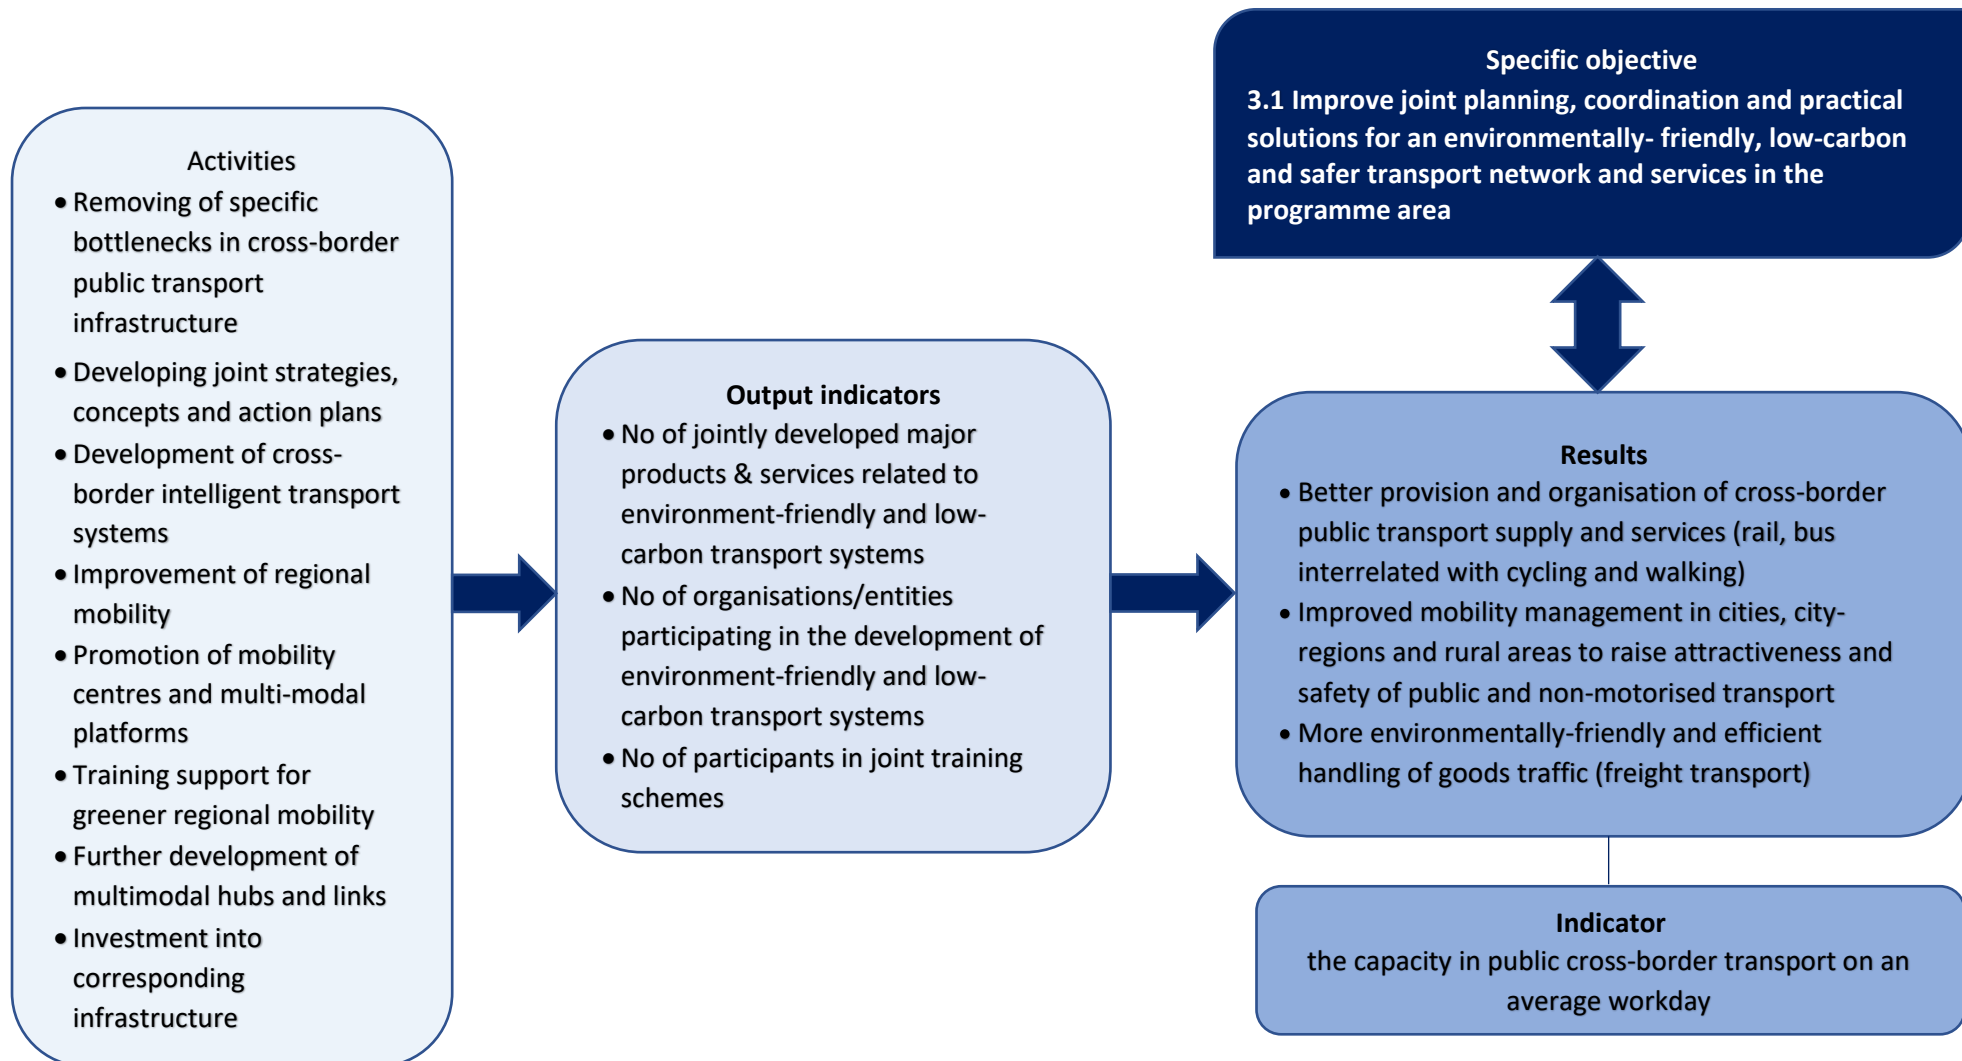 Activities
• Removing of specific
bottlenecks in cross-border
public transport
infrastructure
• Developing joint strategies,
concepts and action plans
• Development of cross-
border intelligent transport
systems
• Improvement of regional
mobility
• Promotion of mobility
centres and multi-modal
platforms
• Training support for
greener regional mobility
• Further development of
multimodal hubs and links
• Investment into
corresponding
infrastructure
Output indicators
• No of jointly developed major
products & services related to
environment-friendly and low-
carbon transport systems
• No of organisations/entities
participating in the development of
environment-friendly and low-
carbon transport systems
• No of participants in joint training
schemes
Specific objective
3.1 Improve joint planning, coordination and practical
solutions for an environmentally- friendly, low-carbon
and safer transport network and services in the
programme area
Results
• Better provision and organisation of cross-border
public transport supply and services (rail, bus
interrelated with cycling and walking)
• Improved mobility management in cities, city-
regions and rural areas to raise attractiveness and
safety of public and non-motorised transport
• More environmentally-friendly and efficient
handling of goods traffic (freight transport)
Indicator
the capacity in public cross-border transport on an
average workday